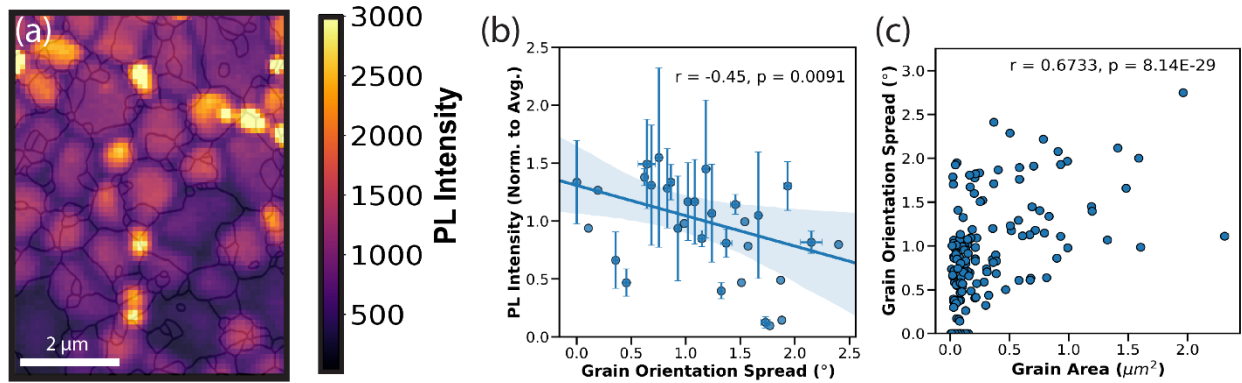 (a)
2 μm
3000
2500
2000
1500
1000
500
PL Intensity
(b)
r = -0.45, p = 0.0091
PL Intensity (Norm. to Avg.)
2.5
2.0
1.5
1.0
0.5
0.0
0.0 0.5 1.0 1.5 2.0 2.5
Grain Orientation Spread (°)
(c)
r = 0.6733, p = 8.14E-29
Grain Orientation Spread (°)
3.0
2.5
2.0
1.5
1.0
0.5
0.0
0.0 0.5 1.0 1.5 2.0
Grain Area (μm²)